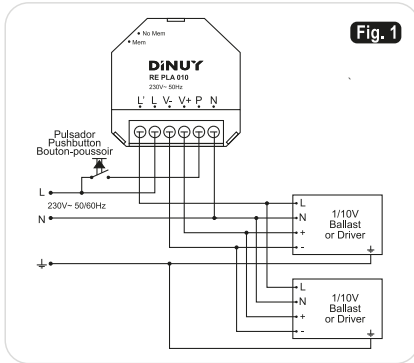 Fig. 1
• No Mem
• Mem
DiNUY
RE PLA 010
230V~ 50Hz
L' L V- V+ P N
Pulsador
Pushbutton
Bouton-poussoir
L
N
230V~ 50/60Hz
L
N
+
-
1/10V
Ballast
or Driver
L
N
+
-
1/10V
Ballast
or Driver